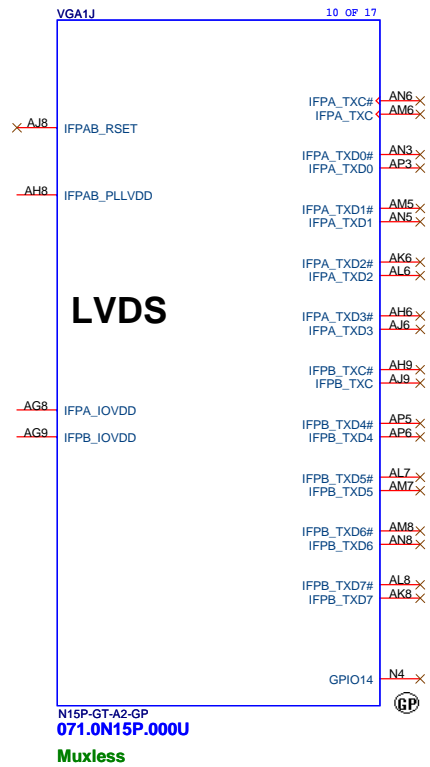 VGA1J 10 OF 17
IFPA_TXC# AN6
IFPA_TXC AM6
AJ8 IFPAB_RSET
IFPA_TXD0# AN3
IFPA_TXD0 AP3
AH8 IFPAB_PLLVDD
IFPA_TXD1# AM5
IFPA_TXD1 AN5
IFPA_TXD2# AK6
IFPA_TXD2 AL6
LVDS
IFPA_TXD3# AH6
IFPA_TXD3 AJ6
IFPB_TXC# AH9
IFPB_TXC AJ9
AG8 IFPA_IOVDD
IFPB_TXD4# AP5
AG9 IFPB_IOVDD
IFPB_TXD4 AP6
IFPB_TXD5# AL7
IFPB_TXD5 AM7
IFPB_TXD6# AM8
IFPB_TXD6 AN8
IFPB_TXD7# AL8
IFPB_TXD7 AK8
GPIO14 N4
GP
N15P-GT-A2-GP
071.0N15P.000U
Muxless